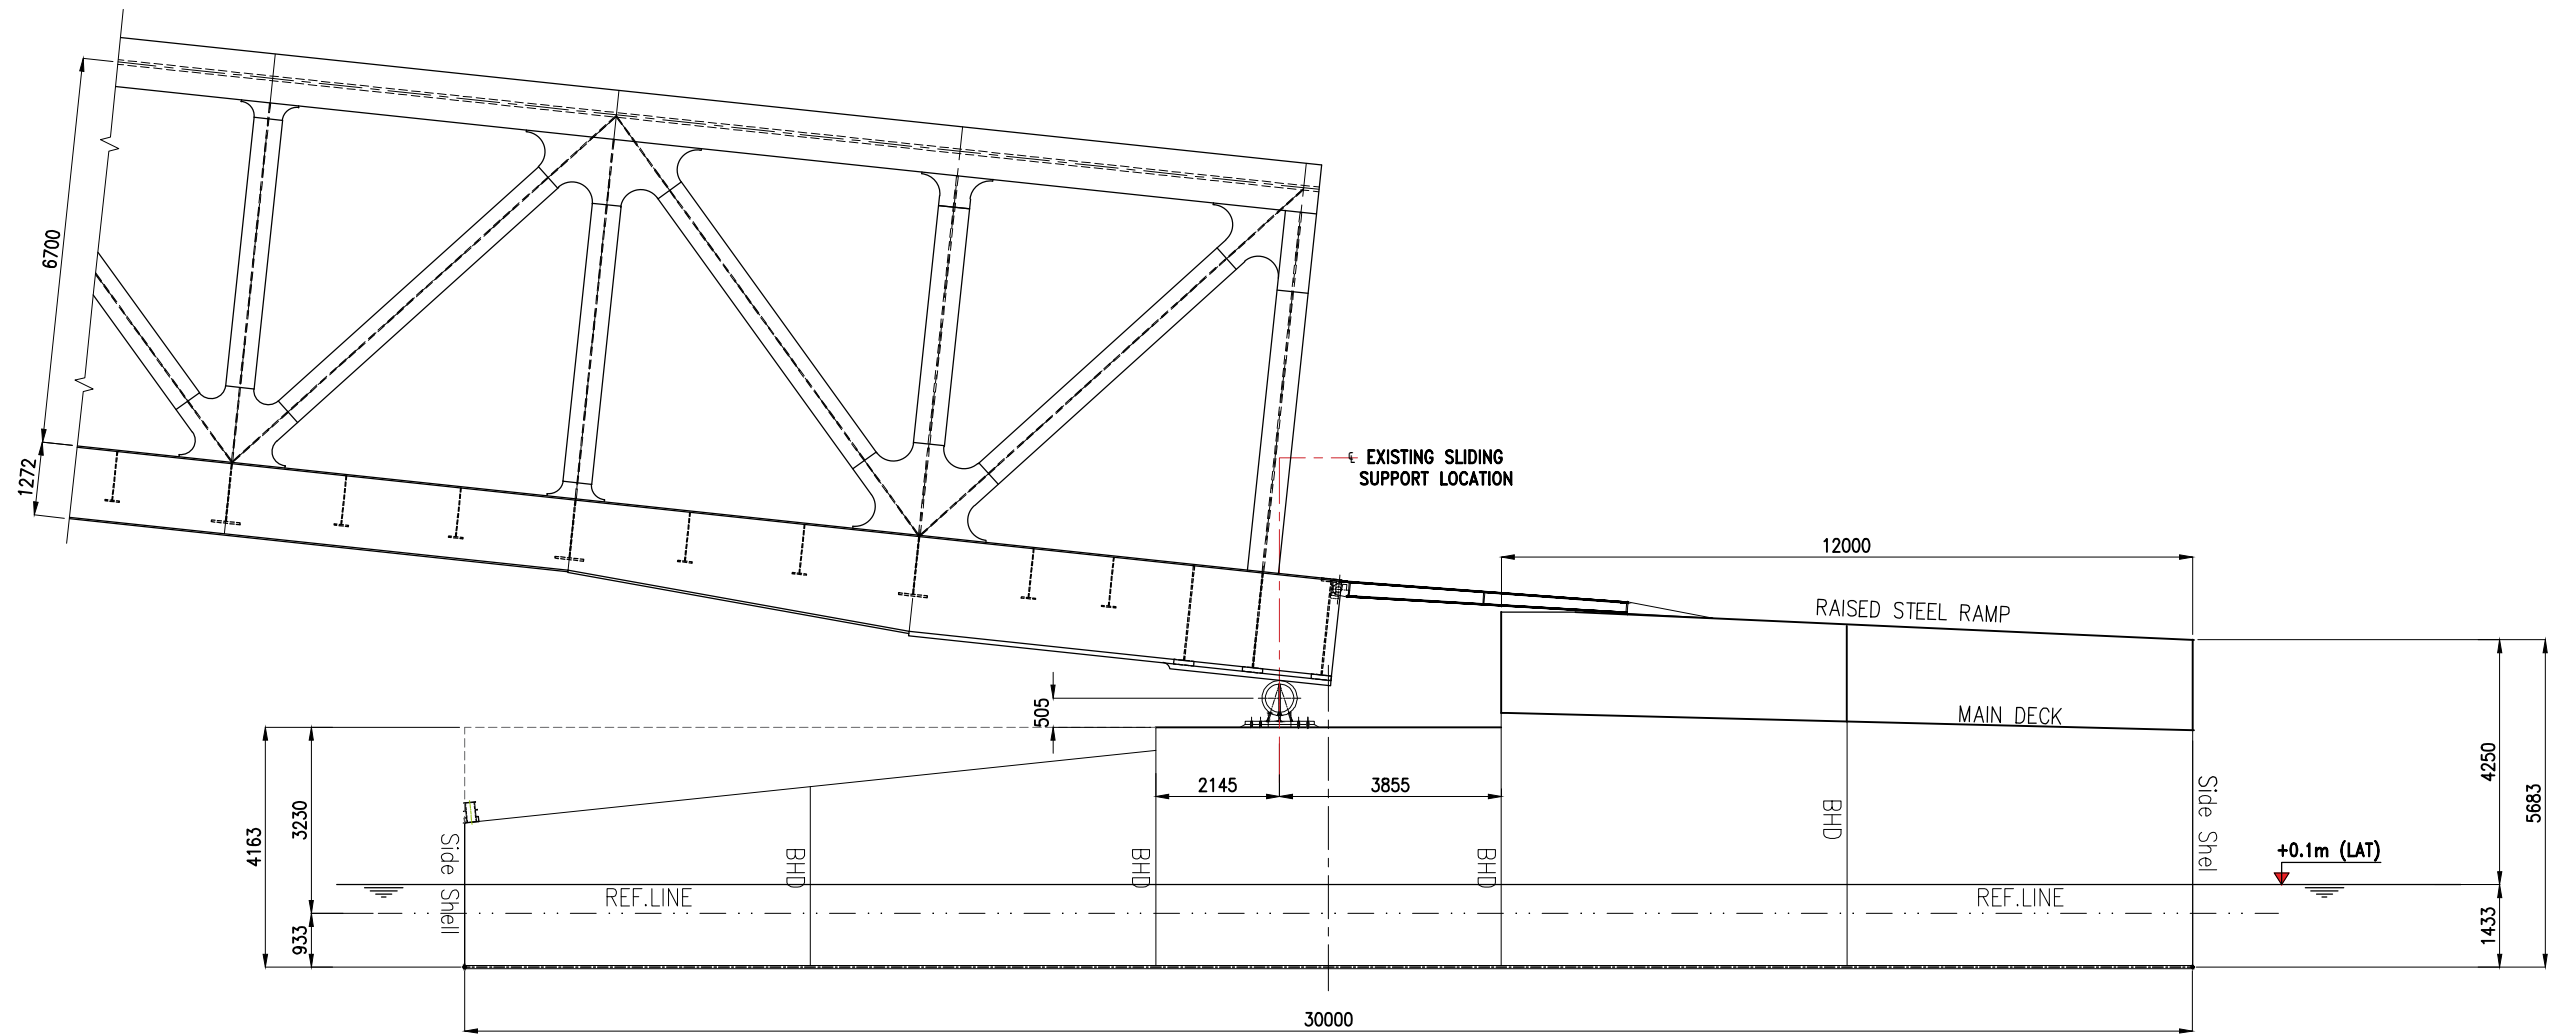 6700
1272
℄ EXISTING SLIDING
SUPPORT LOCATION
12000
RAISED STEEL RAMP
MAIN DECK
505
2145
3855
4163
3230
933
4250
5683
1433
Side Shell
BHD
BHD
BHD
BHD
Side Shel
+0.1m (LAT)
REF.LINE
REF.LINE
30000